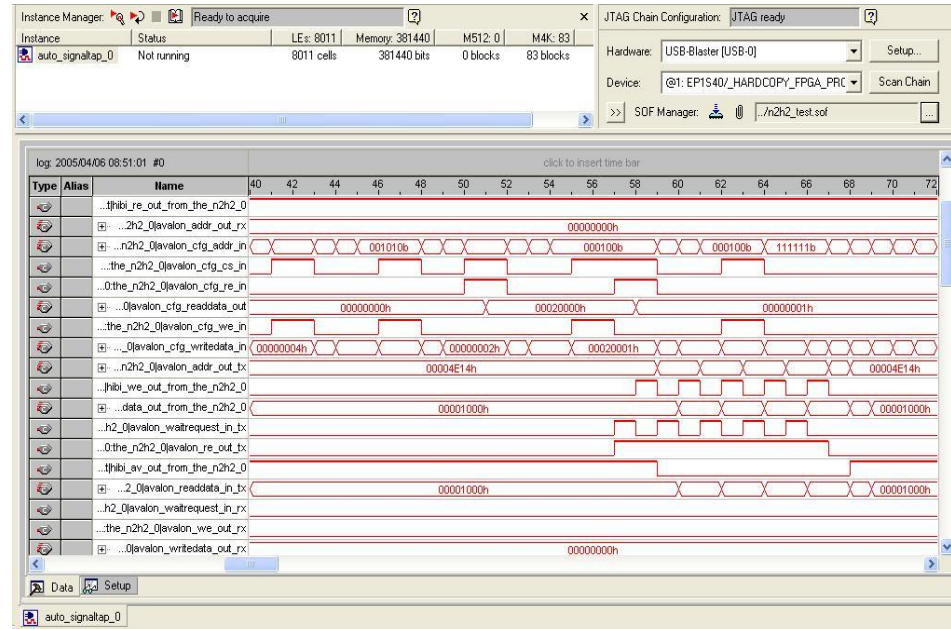 Instance Manager: Ready to acquire
Instance Status LEs: 8011 Memory: 381440 M512: 0 M4K: 83
auto_signaltap_0 Not running 8011 cells 381440 bits 0 blocks 83 blocks
JTAG Chain Configuration: JTAG ready
Hardware: USB-Blaster [USB-0] Setup...
Device: @1: EP1S40/_HARDCOPY_FPGA_PRC Scan Chain
>> SOF Manager: ../n2h2_test.sof ...
log: 2005/04/06 08:51:01 #0 click to insert time bar
Type Alias Name 40 42 44 46 48 50 52 54 56 58 60 62 64 66 68 70 72
...t|hibi_re_out_from_the_n2h2_0
...2h2_0|avalon_addr_out_rx 00000000h
...n2h2_0|avalon_cfg_addr_in 001010b 000100b 000100b 111111b
...:the_n2h2_0|avalon_cfg_cs_in
...0:the_n2h2_0|avalon_cfg_re_in
...0|avalon_cfg_readdata_out 00000000h 00020000h 00000001h
...:the_n2h2_0|avalon_cfg_we_in
..._0|avalon_cfg_writedata_in 00000004h 00000002h 00020001h
...n2h2_0|avalon_addr_out_tx 00004E14h 00004E14h
...|hibi_we_out_from_the_n2h2_0
...data_out_from_the_n2h2_0 00001000h 00001000h
...h2_0|avalon_waitrequest_in_tx
...0:the_n2h2_0|avalon_re_out_tx
...t|hibi_av_out_from_the_n2h2_0
...2_0|avalon_readdata_in_tx 00001000h 00001000h
...h2_0|avalon_waitrequest_in_rx
...:the_n2h2_0|avalon_we_out_rx
...0|avalon_writedata_out_rx 00000000h
Data Setup
auto_signaltap_0